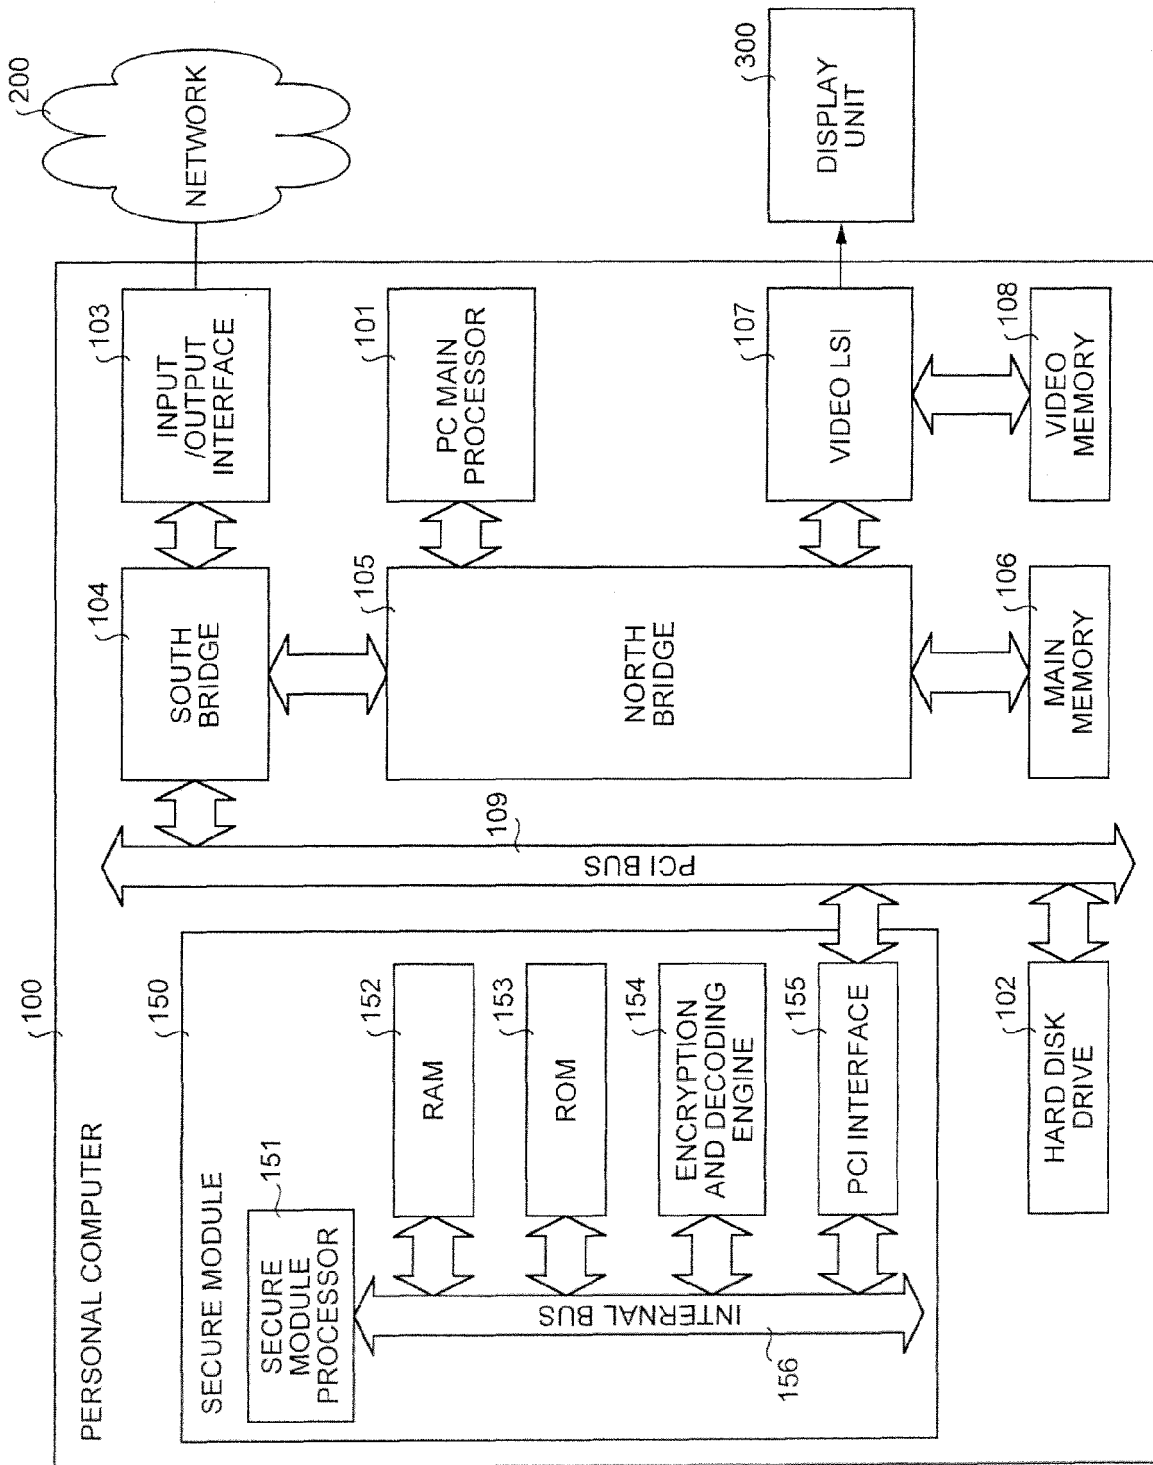 100
PERSONAL COMPUTER
150
SECURE MODULE
151
SECURE
MODULE
PROCESSOR
152
RAM
153
ROM
154
ENCRYPTION
AND DECODING
ENGINE
155
PCI INTERFACE
INTERNAL BUS
156
102
HARD DISK
DRIVE
PCI BUS
109
104
SOUTH
BRIDGE
105
NORTH
BRIDGE
106
MAIN
MEMORY
103
INPUT
/OUTPUT
INTERFACE
101
PC MAIN
PROCESSOR
107
VIDEO LSI
108
VIDEO
MEMORY
200
NETWORK
300
DISPLAY
UNIT